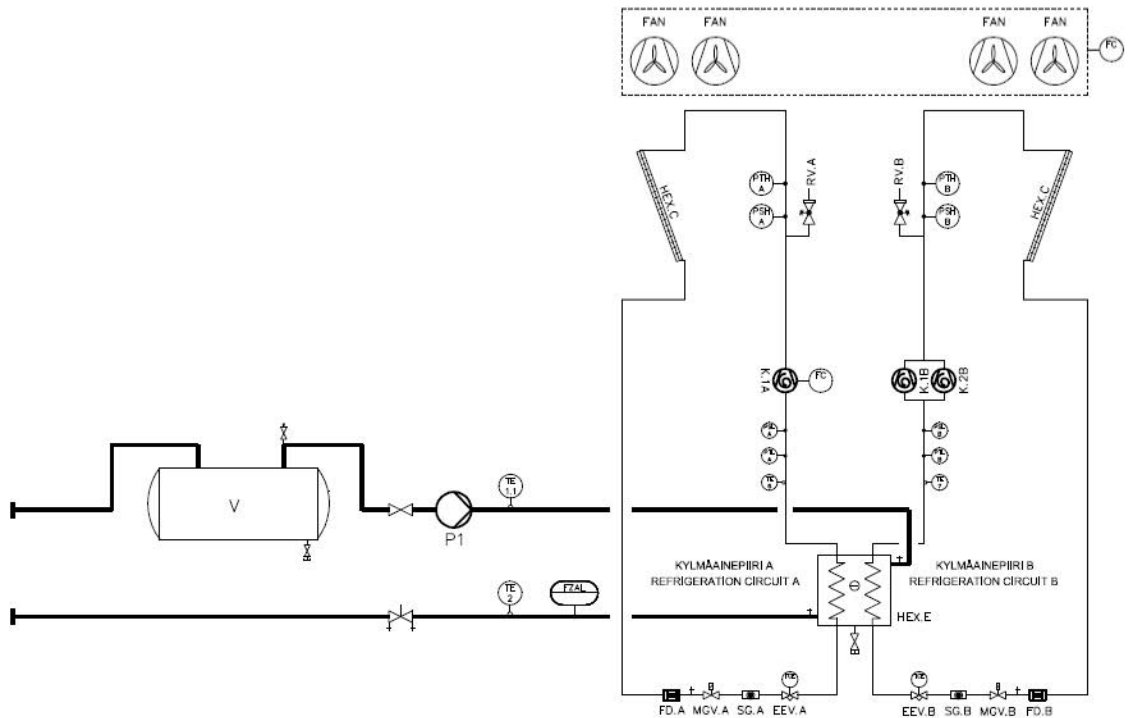 FAN
FAN
FAN
FAN
FC
HEX.C
PTH
A
PSH
A
RV.A
RV.B
PTH
B
PSH
B
HEX.C
K.1A
FC
K.1B
K.2B
V
P1
TE
1.1
TE
2
FZAL
KYLMÄAINEPIIRI A
REFRIGERATION CIRCUIT A
KYLMÄAINEPIIRI B
REFRIGERATION CIRCUIT B
HEX.E
FD.A
MGV.A
SG.A
EEV.A
EEV.B
SG.B
MGV.B
FD.B